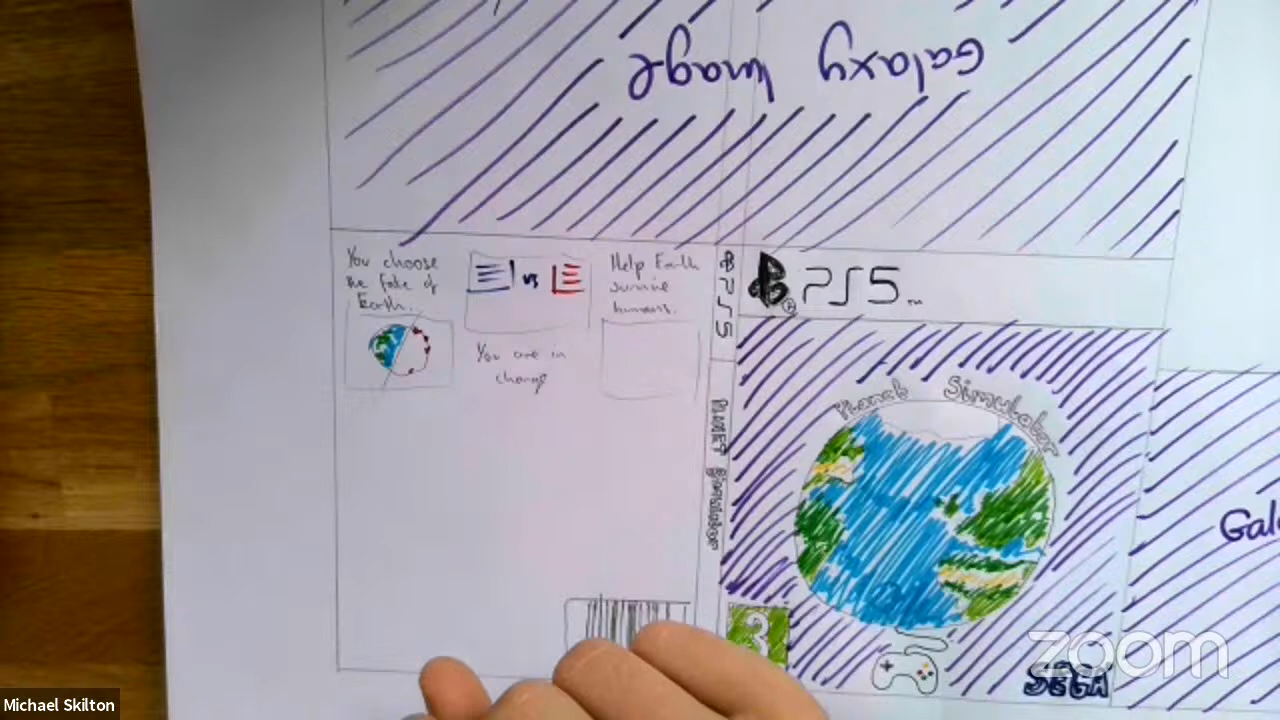 Galaxy Image
You choose
the fate of
Earth.
vs
You are in
charge
Help Earth
survive
humans.
PS5
PLANET Simulator
PS5 ™
Planet Simulator
3
SEGA
Gal
zoom
Michael Skilton